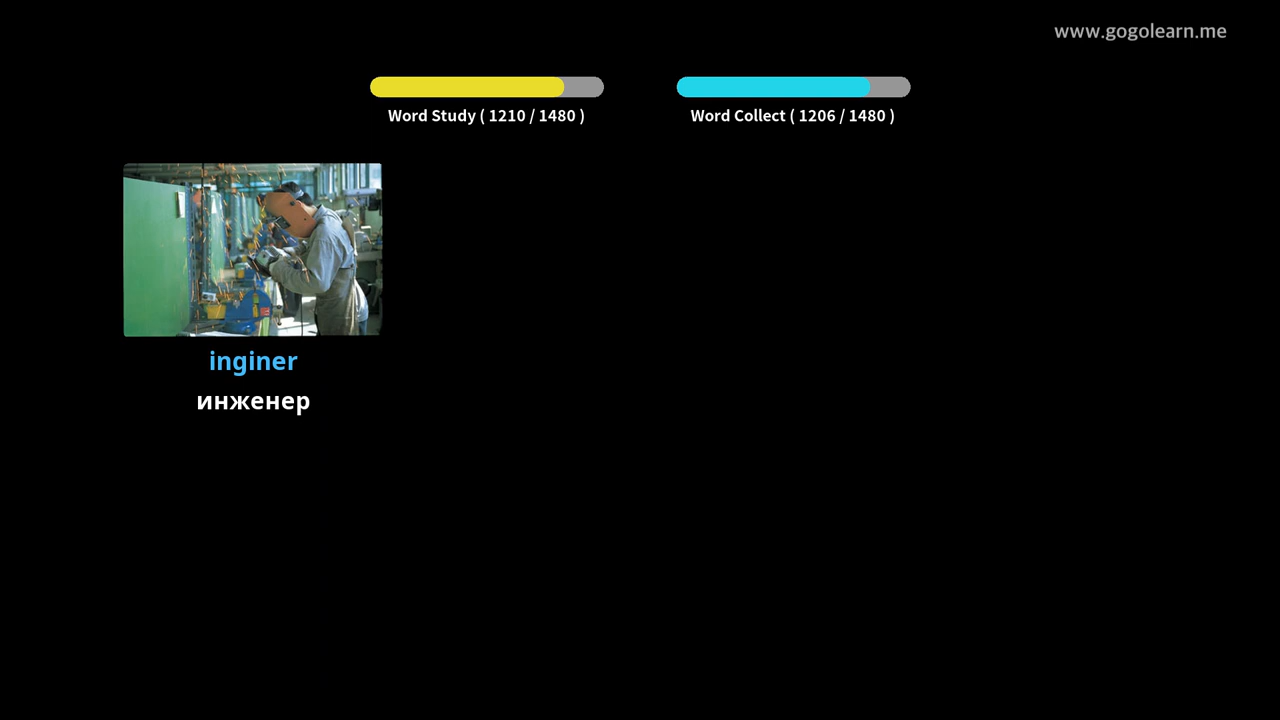 www.gogolearn.me
Word Study ( 1210 / 1480 )
Word Collect ( 1206 / 1480 )
inginer
инженер